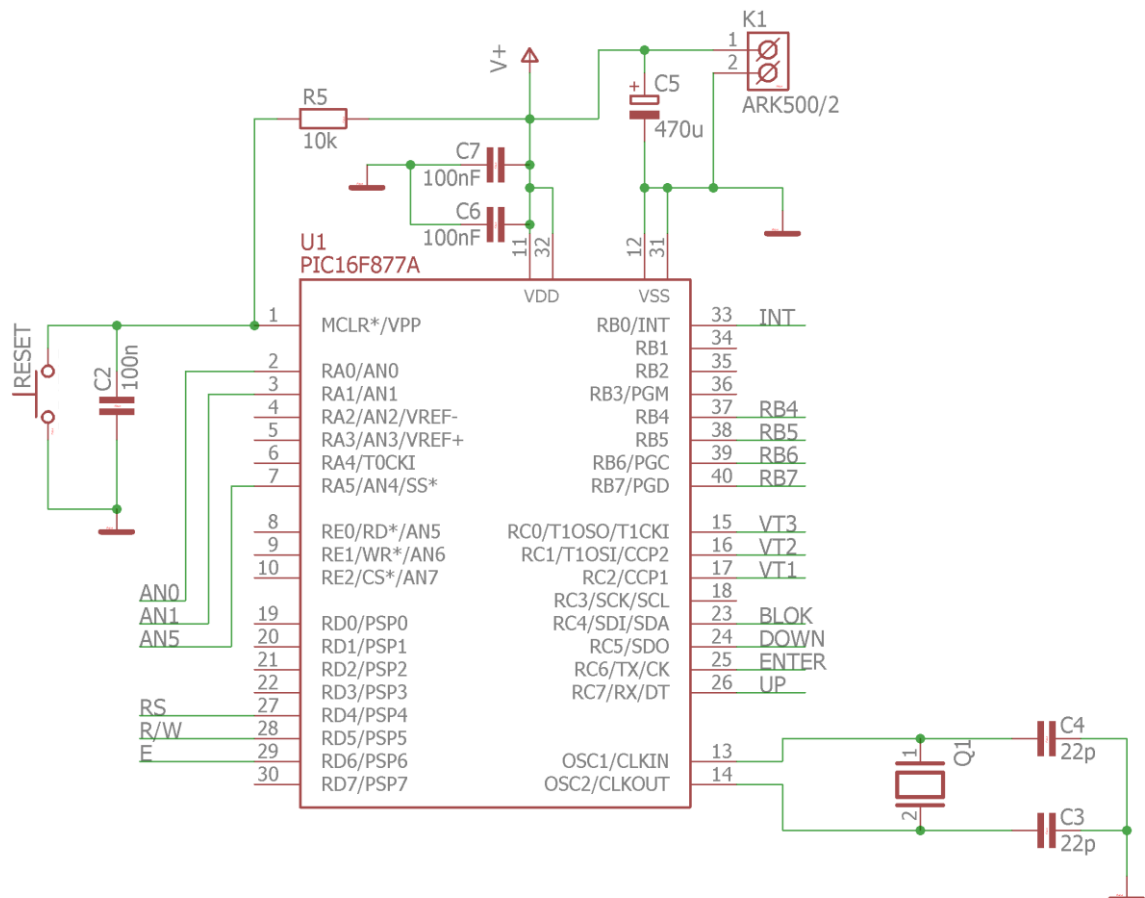 K1
1
2
ARK500/2
V+
+
C5
470u
R5
10k
C7
100nF
C6
100nF
11
32
12
31
U1
PIC16F877A
VDD
VSS
RESET
C2
100n
1
MCLR*/VPP
2
RA0/AN0
3
RA1/AN1
4
RA2/AN2/VREF-
5
RA3/AN3/VREF+
6
RA4/T0CKI
7
RA5/AN4/SS*
8
RE0/RD*/AN5
9
RE1/WR*/AN6
10
RE2/CS*/AN7
19
RD0/PSP0
20
RD1/PSP1
21
RD2/PSP2
22
RD3/PSP3
27
RD4/PSP4
28
RD5/PSP5
29
RD6/PSP6
30
RD7/PSP7
AN0
AN1
AN5
RS
R/W
E
RB0/INT
33
INT
RB1
34
RB2
35
RB3/PGM
36
RB4
37
RB4
RB5
38
RB5
RB6/PGC
39
RB6
RB7/PGD
40
RB7
RC0/T1OSO/T1CKI
15
VT3
RC1/T1OSI/CCP2
16
VT2
RC2/CCP1
17
VT1
RC3/SCK/SCL
18
RC4/SDI/SDA
23
BLOK
RC5/SDO
24
DOWN
RC6/TX/CK
25
ENTER
RC7/RX/DT
26
UP
OSC1/CLKIN
13
OSC2/CLKOUT
14
1
2
Q1
C4
22p
C3
22p